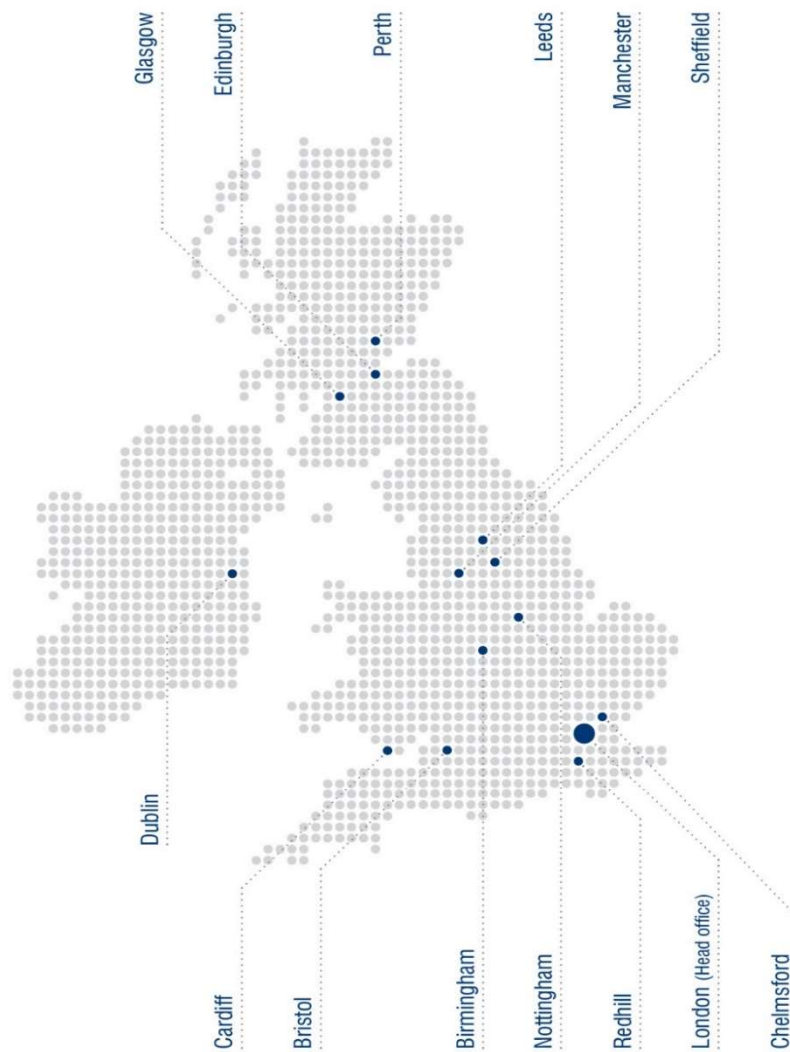 Glasgow
Edinburgh
Perth
Leeds
Manchester
Sheffield
Dublin
Cardiff
Bristol
Birmingham
Nottingham
Redhill
London (Head office)
Chelmsford